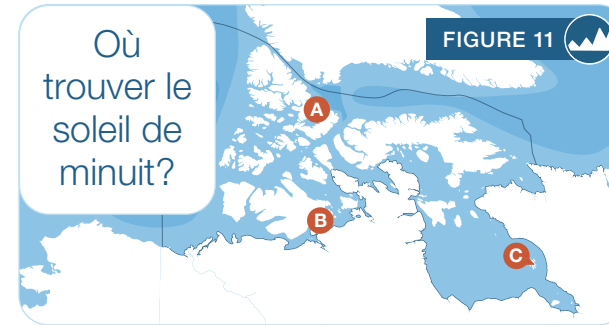 Où
trouver le
soleil de
minuit?
FIGURE 11
A
B
C